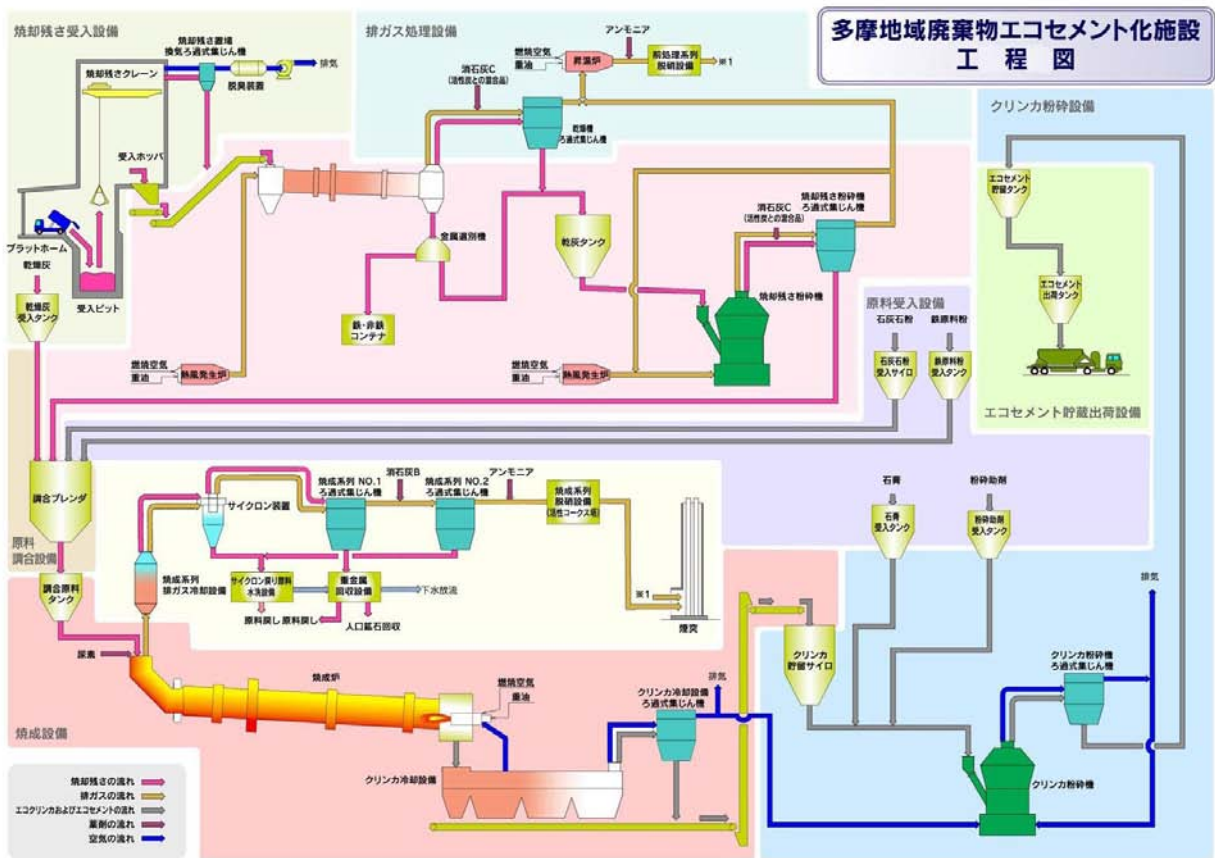 多摩地域廃棄物エコセメント化施設
工程図
焼却残さ受入設備
焼却残さ置場
換気ろ過式集じん機
焼却残さクレーン
脱臭装置
排気
受入ホッパ
プラットホーム
乾燥灰
乾燥灰
受入タンク
受入ピット
排ガス処理設備
燃焼空気
重油
昇温炉
アンモニア
前処理系列
脱硝設備
※1
消石灰C
(活性炭との混合品)
乾燥機
ろ過式集じん機
金属選別機
鉄・非鉄
コンテナ
乾灰タンク
消石灰C
(活性炭との混合品)
焼却残さ粉砕機
ろ過式集じん機
焼却残さ粉砕機
燃焼空気
重油
熱風発生炉
燃焼空気
重油
熱風発生炉
クリンカ粉砕設備
エコセメント
貯留タンク
エコセメント
出荷タンク
エコセメント貯蔵出荷設備
原料受入設備
石灰石粉
鉄原料粉
石灰石粉
受入サイロ
鉄原料粉
受入タンク
調合ブレンダ
原料
調合設備
調合原料
タンク
サイクロン装置
焼成系列 NO.1
ろ過式集じん機
消石灰B
焼成系列 NO.2
ろ過式集じん機
アンモニア
焼成系列
脱硝設備
(活性コークス塔)
焼成系列
排ガス冷却設備
サイクロン戻り原料
水洗設備
重金属
回収設備
下水放流
原料戻し
原料戻し
人口鉱石回収
※1
煙突
石膏
粉砕助剤
石膏
受入タンク
粉砕助剤
受入タンク
尿素
焼成炉
燃焼空気
重油
焼成設備
クリンカ冷却設備
クリンカ冷却設備
ろ過式集じん機
排気
クリンカ
貯留サイロ
クリンカ粉砕機
ろ過式集じん機
排気
クリンカ粉砕機
焼却残さの流れ
排ガスの流れ
エコクリンカおよびエコセメントの流れ
薬剤の流れ
空気の流れ